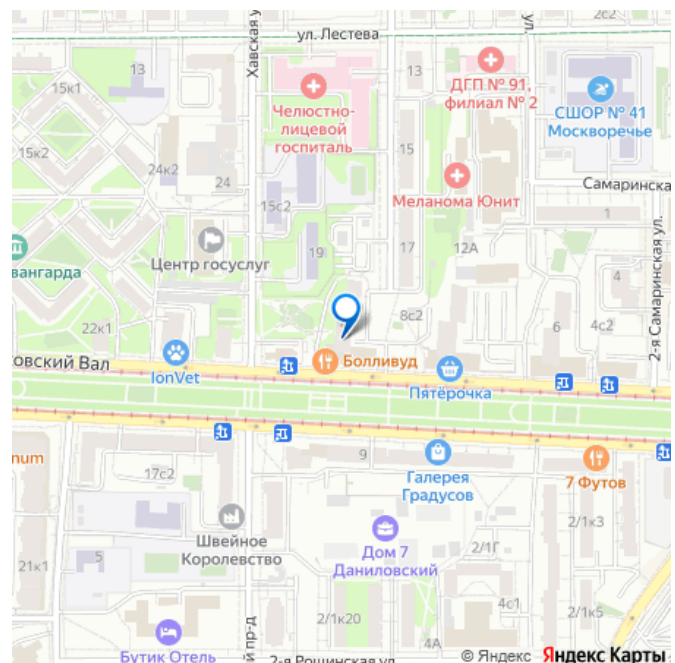 2с2
ул. Лестева
Хавская у
ул.
13
13
15к1
ДГП № 91,
филиал № 2
СШОР № 41
Москворечье
Челюстно-
лицевой
госпиталь
15
15к2
24к2
24
Меланома Юнит
Самаринска
15с2
1
19
17
12А
Центр госуслуг
вангарда
4
8с2
6
4с2
2-я Самаринская ул.
22к1
овский Вал
IonVet
Болливуд
Пятёрочка
9
Галерея
Градусов
7 Футов
num
17с2
Швейное
Королевство
2/1к3
Дом 7
Даниловский
2/1Г
5
21к1
4с1
2/1к20
2/1к5
4А
Бутик Отель
й пр-д
2-я Рощинская ул.
© Яндекс Яндекс Карты